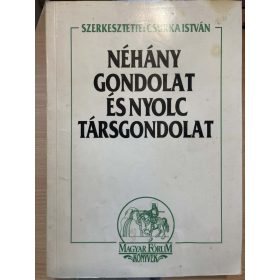 SZERKESZTETTE: CSURKA ISTVÁN
NÉHÁNY
GONDOLAT
ÉS NYOLC
TÁRSGONDOLAT
MAGYAR FÓRUM
KÖNYVEK